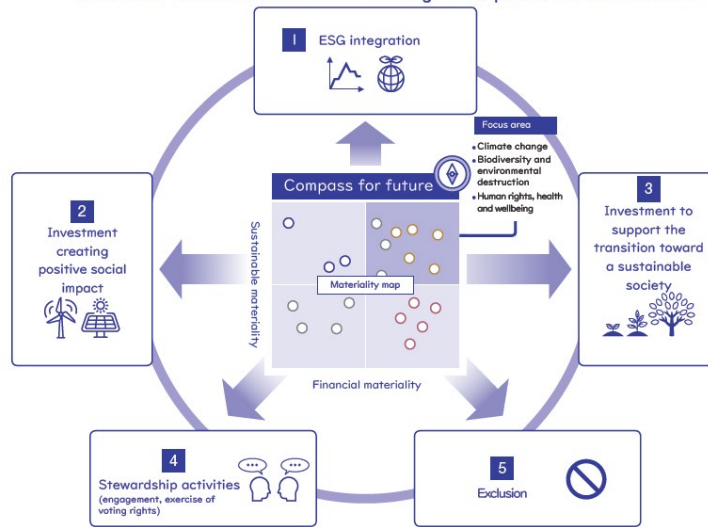 1
ESG integration
Focus area
• Climate change
• Biodiversity and
environmental
destruction
• Human rights, health
and wellbeing
Compass for future
Sustainable materiality
Materiality map
Financial materiality
2
Investment
creating
positive social
impact
3
Investment to
support the
transition toward
a sustainable
society
4
Stewardship activities
(engagement, exercise of
voting rights)
5
Exclusion